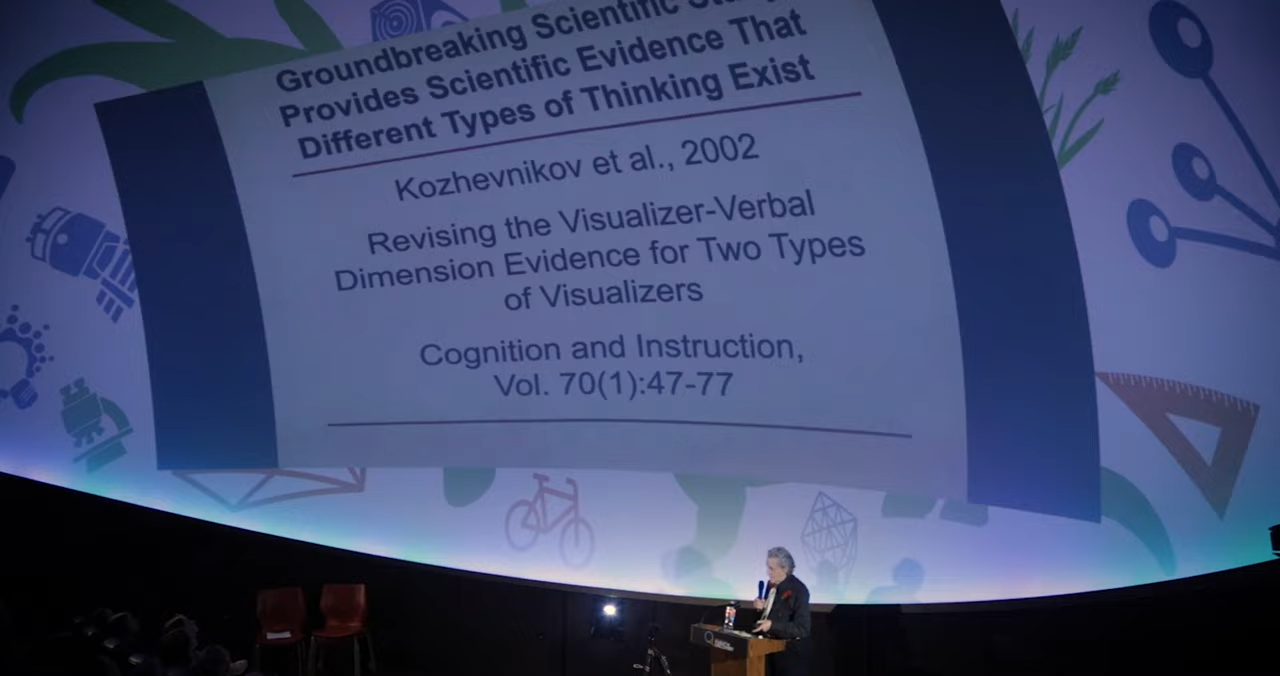 Groundbreaking Scientific
Provides Scientific Evidence That
Different Types of Thinking Exist
Kozhevnikov et al., 2002
Revising the Visualizer-Verbal
Dimension Evidence for Two Types
of Visualizers
Cognition and Instruction,
Vol. 70(1):47-77